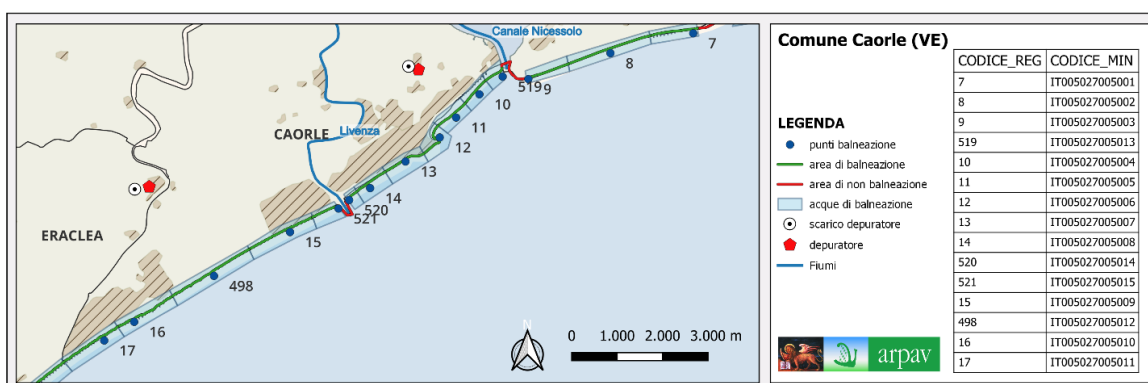 Canale Nicessolo
7
8
9
519
10
11
12
13
14
520
521
15
498
16
17
CAORLE
Livenza
ERACLEA
N
0 1.000 2.000 3.000 m
Comune Caorle (VE)
LEGENDA
punti balneazione
area di balneazione
area di non balneazione
acque di balneazione
scarico depuratore
depuratore
Fiumi
arpav
CODICE_REG CODICE_MIN
7 IT005027005001
8 IT005027005002
9 IT005027005003
519 IT005027005013
10 IT005027005004
11 IT005027005005
12 IT005027005006
13 IT005027005007
14 IT005027005008
520 IT005027005014
521 IT005027005015
15 IT005027005009
498 IT005027005012
16 IT005027005010
17 IT005027005011